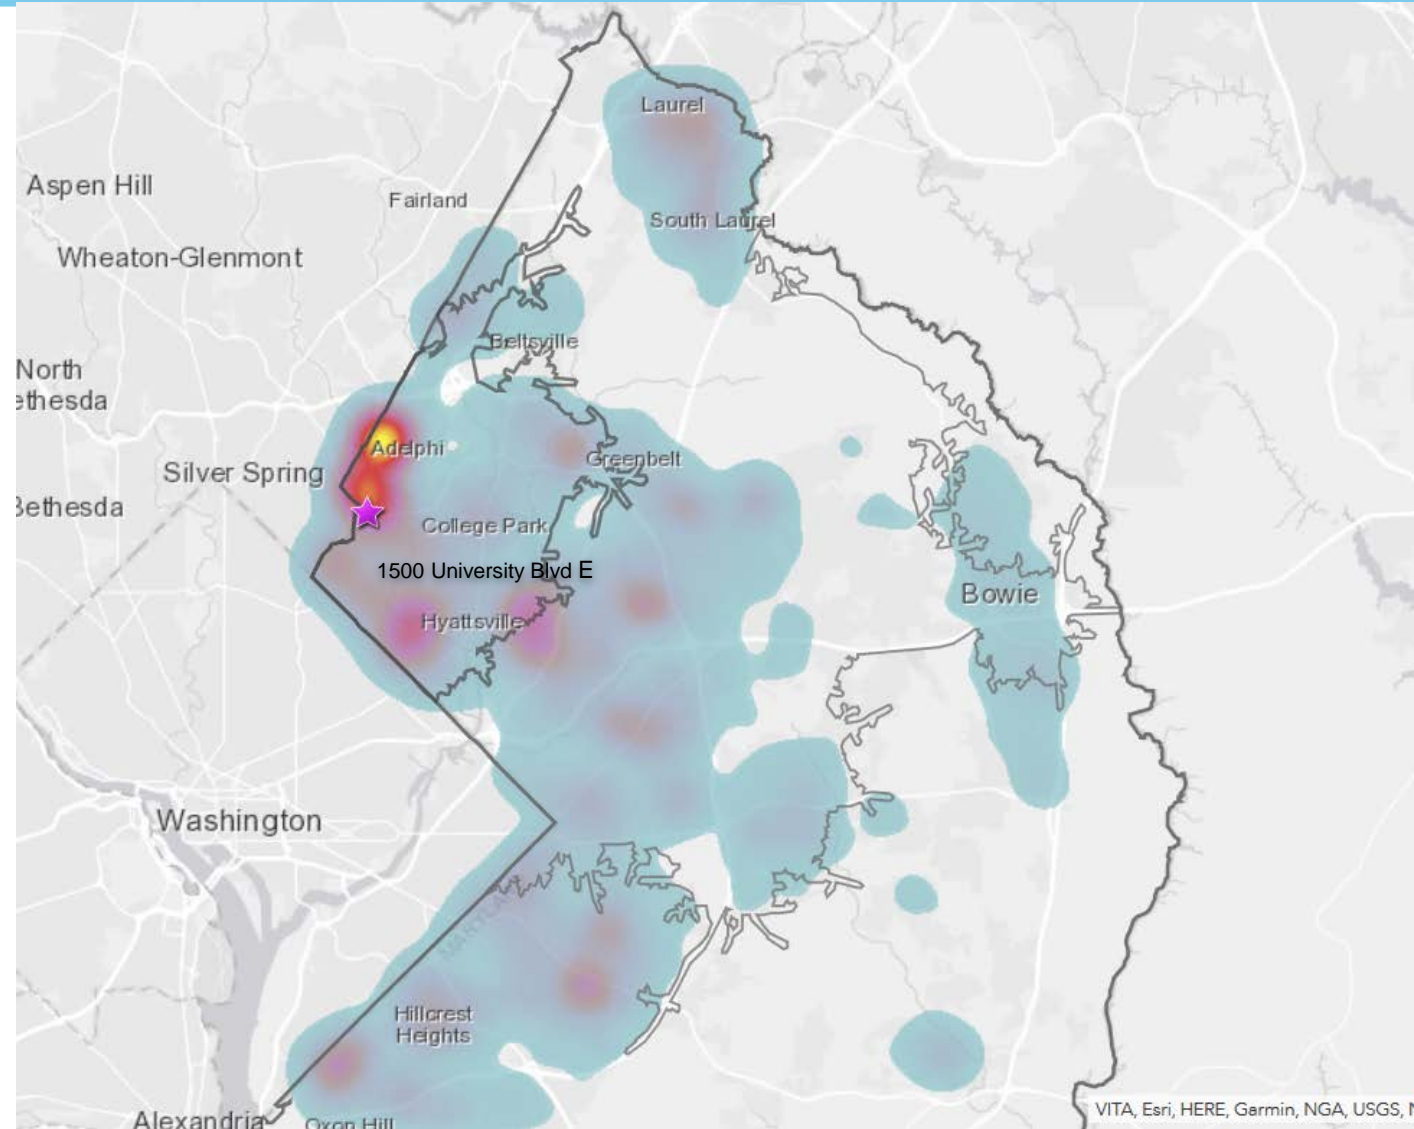 Laurel
Aspen Hill
Fairland
South Laurel
Wheaton-Glenmont
Beltsville
North
ethesda
Adelphi
Greenbelt
Silver Spring
Bethesda
College Park
1500 University Blvd E
Bowie
Hyattsville
Washington
MARYLAND
Hillcrest
Heights
Alexandria
Oxon Hill
VITA, Esri, HERE, Garmin, NGA, USGS, N